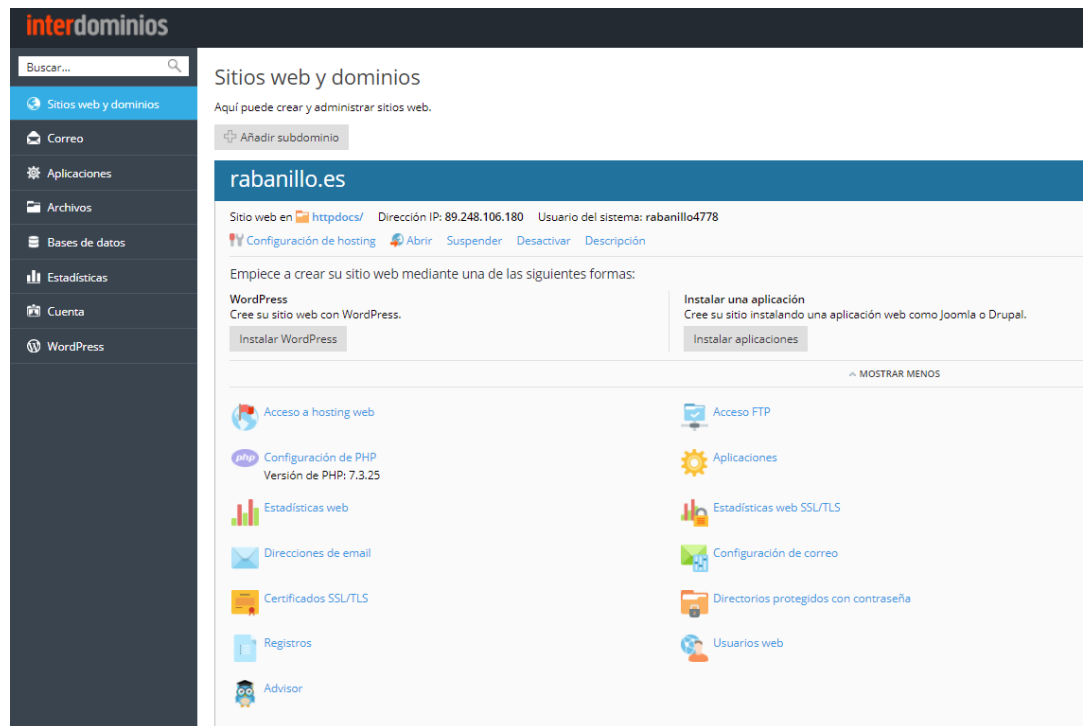 interdominios
Buscar...
Sitios web y dominios
Correo
Aplicaciones
Archivos
Bases de datos
Estadísticas
Cuenta
WordPress
Sitios web y dominios
Aquí puede crear y administrar sitios web.
Añadir subdominio
rabanillo.es
Sitio web en httpdocs/ Dirección IP: 89.248.106.180 Usuario del sistema: rabanillo4778
Configuración de hosting Abrir Suspender Desactivar Descripción
Empiece a crear su sitio web mediante una de las siguientes formas:
WordPress
Cree su sitio web con WordPress.
Instalar WordPress
Instalar una aplicación
Cree su sitio instalando una aplicación web como Joomla o Drupal.
Instalar aplicaciones
MOSTRAR MENOS
Acceso a hosting web
Acceso FTP
php Configuración de PHP
Versión de PHP: 7.3.25
Aplicaciones
Estadísticas web
Estadísticas web SSL/TLS
Direcciones de email
Configuración de correo
Certificados SSL/TLS
Directorios protegidos con contraseña
Registros
Usuarios web
Advisor